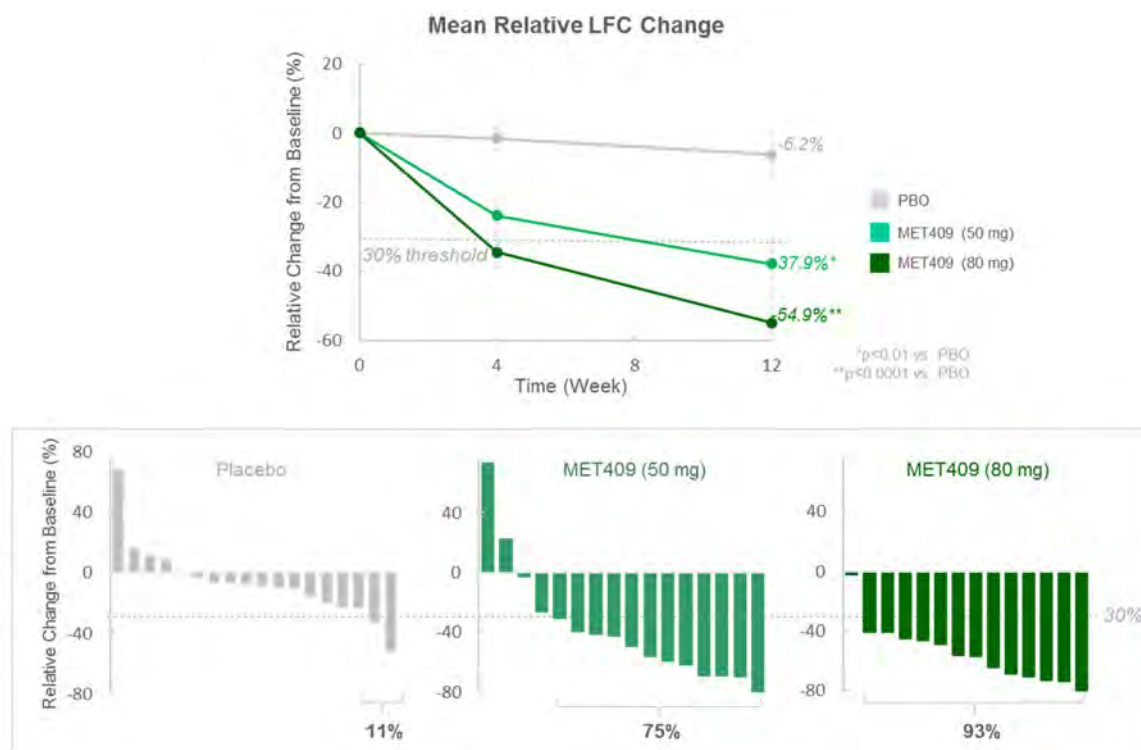 Mean Relative LFC Change
Relative Change from Baseline (%)
20
0
-20
-40
-60
0
4
8
12
Time (Week)
30% threshold
-6.2%
37.9%*
-54.9%**
PBO
MET409 (50 mg)
MET409 (80 mg)
*p<0.01 vs PBO
**p<0.0001 vs PBO
Relative Change from Baseline (%)
80
40
0
-40
-80
Placebo
11%
MET409 (50 mg)
40
0
-40
-80
75%
MET409 (80 mg)
40
0
-40
-80
30%
93%